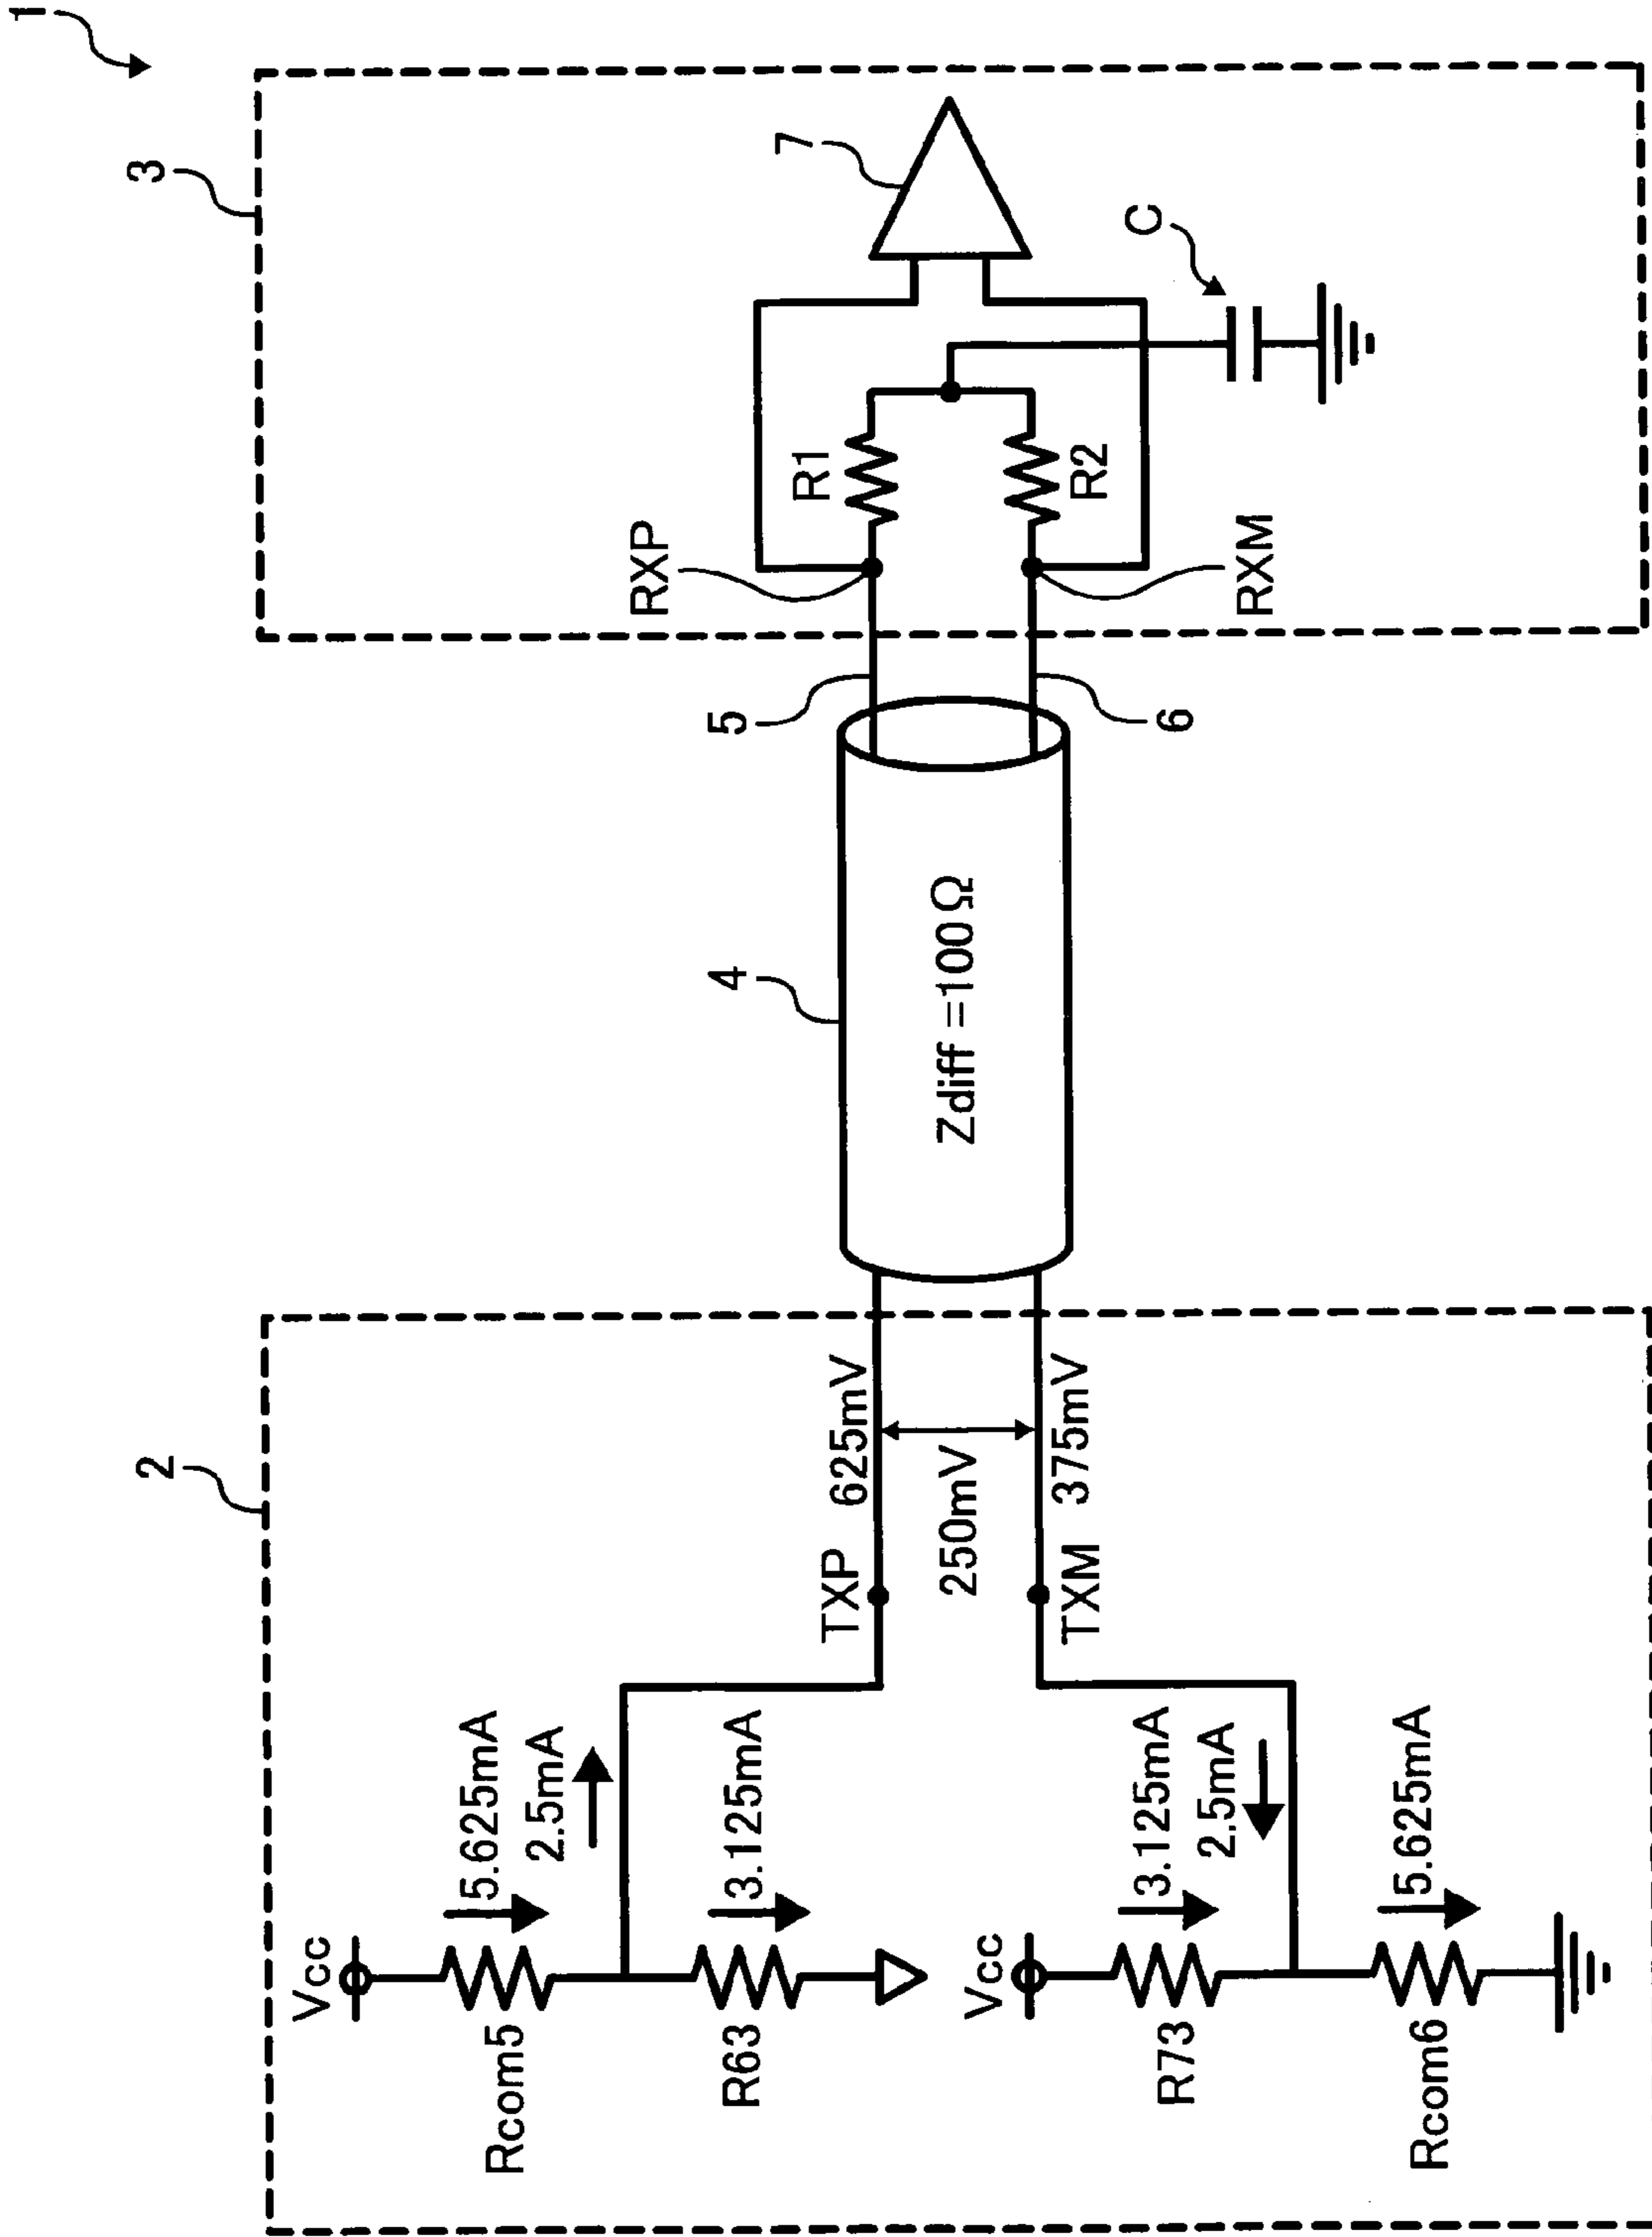 1
2
3
Vcc
Rcom5
5.625mA
2.5mA
R63
3.125mA
Vcc
R73
3.125mA
2.5mA
Rcom6
5.625mA
TXP 625mV
250mV
TXM 375mV
4
Zdiff =100Ω
5
6
RXP
RXM
R1
R2
7
C